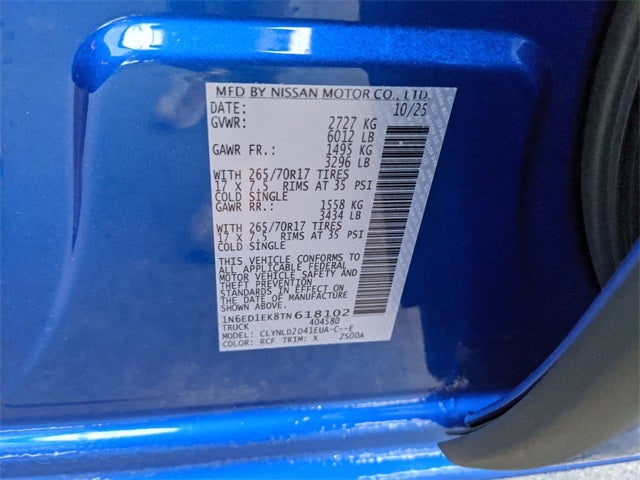 MFD BY NISSAN MOTOR CO., LTD.
DATE: 10/25
GVWR: 2727 KG
6012 LB
GAWR FR.: 1495 KG
3296 LB
WITH 265/70R17 TIRES
17 X 7.5 RIMS AT 35 PSI
COLD SINGLE
GAWR RR.: 1558 KG
3434 LB
WITH 265/70R17 TIRES
17 X 7.5 RIMS AT 35 PSI
COLD SINGLE
THIS VEHICLE CONFORMS TO
ALL APPLICABLE FEDERAL
MOTOR VEHICLE SAFETY AND
THEFT PREVENTION
STANDARDS IN EFFECT ON
THE DATE OF MANUFACTURE
SHOWN ABOVE.
1N6ED1EK8TN618102
TRUCK 404580
MODEL: CLYNLD2D41EUA-C--E
COLOR: RCF TRIM: X ZS00A